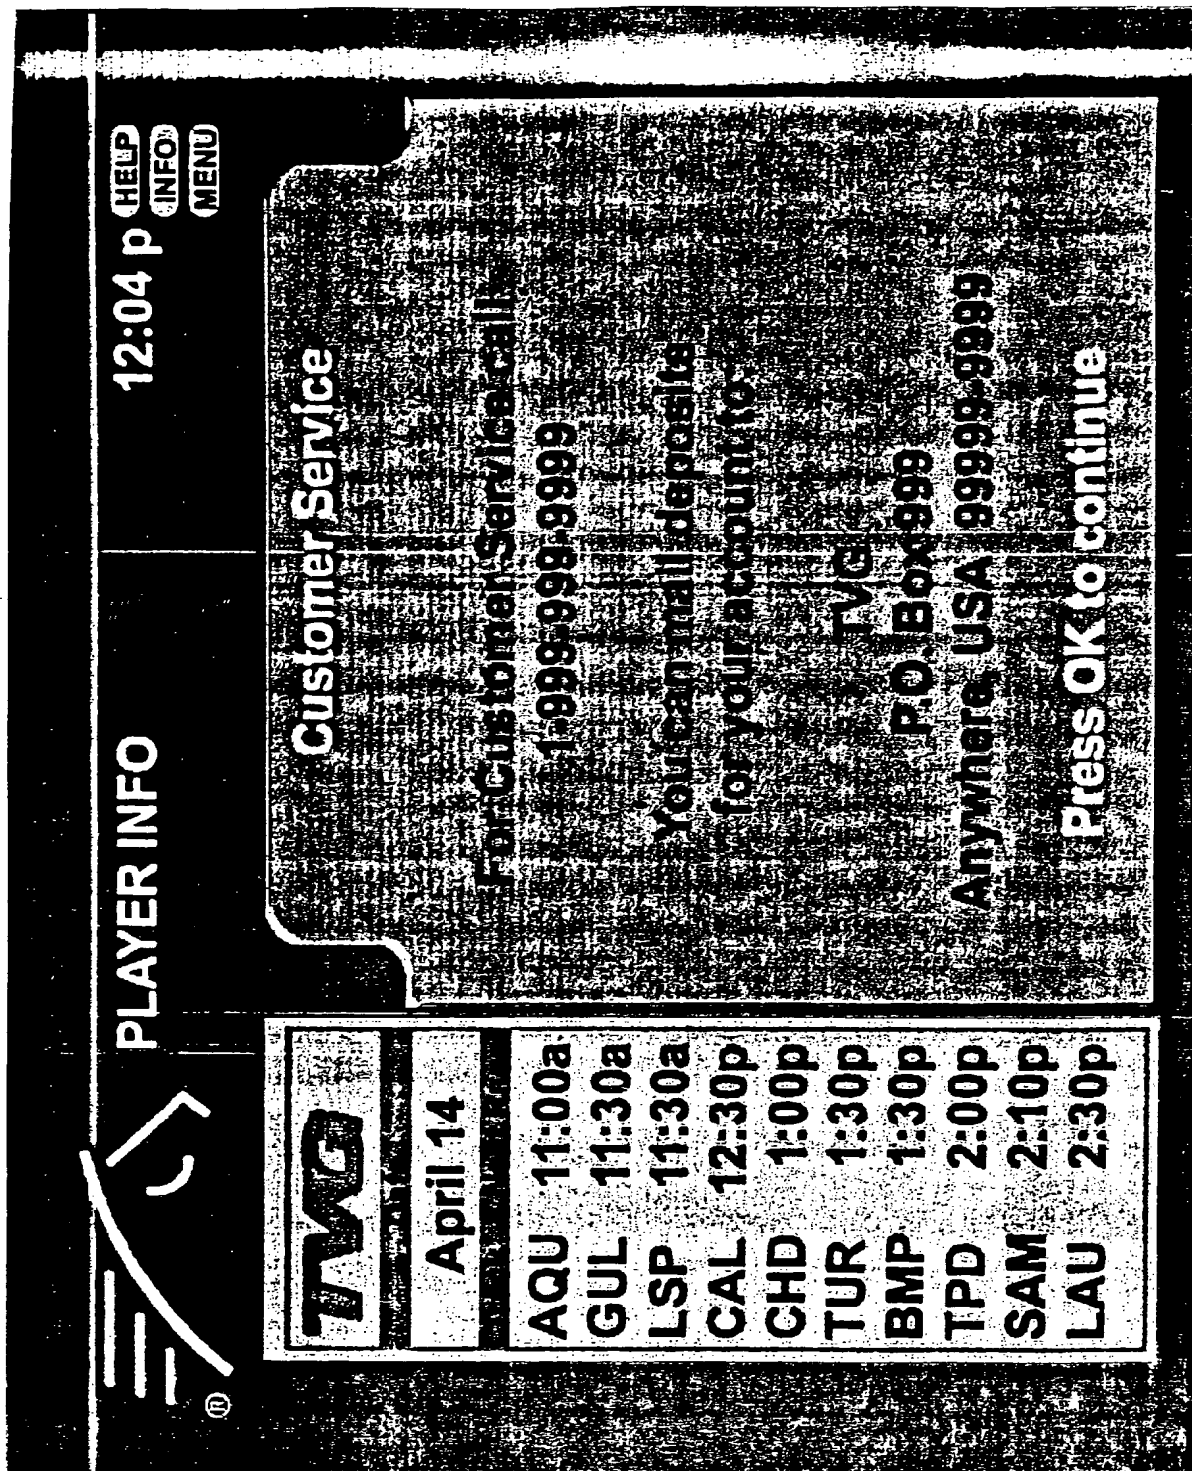 PLAYER INFO
12:04 p
HELP
INFO
MENU
®
TVG
April 14
AQU 11:00a
GUL 11:30a
LSP 11:30a
CAL 12:30p
CHD 1:00p
TUR 1:30p
BMP 1:30p
TPD 2:00p
SAM 2:10p
LAU 2:30p
Customer Service
For Customer Service call
1-999-999-9999
You can mail deposits
for your account to
TVG
P.O. Box 999
Anywhere, USA 99999-9999
Press OK to continue